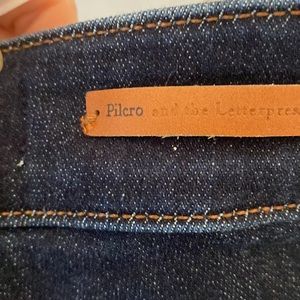 Pilcro and the Letterpres